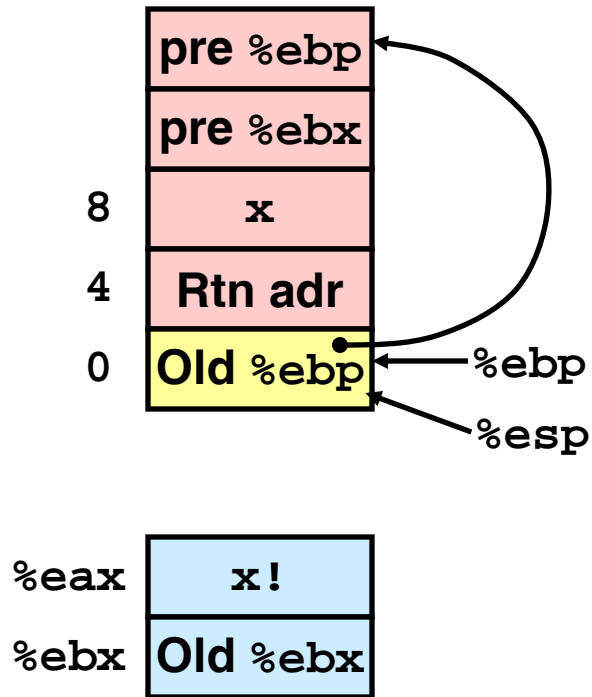 pre %ebp
pre %ebx
8 x
4 Rtn adr
0 Old %ebp
%ebp
%esp
%eax x!
%ebx Old %ebx